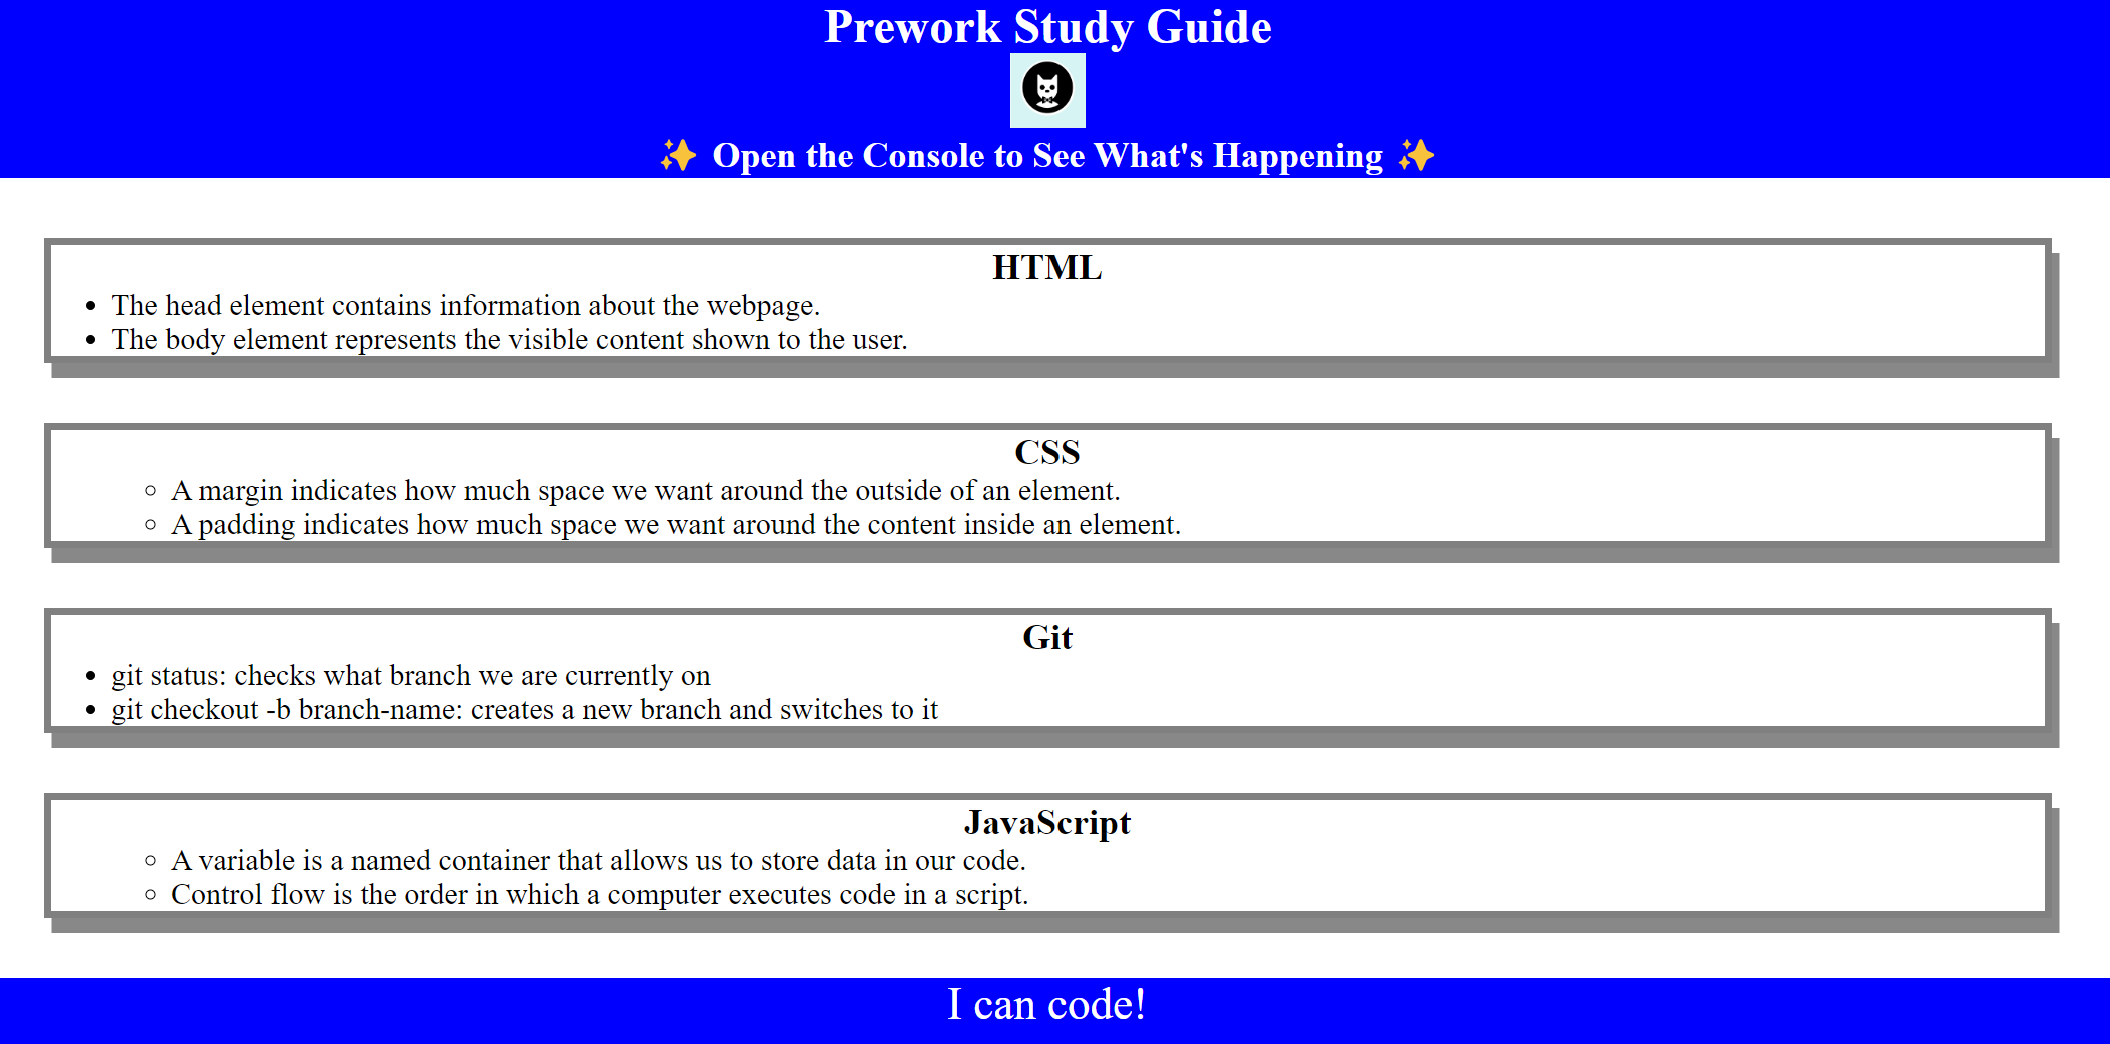 Prework Study Guide
✨ Open the Console to See What's Happening ✨
HTML
• The head element contains information about the webpage.
• The body element represents the visible content shown to the user.
CSS
◦ A margin indicates how much space we want around the outside of an element.
◦ A padding indicates how much space we want around the content inside an element.
Git
• git status: checks what branch we are currently on
• git checkout -b branch-name: creates a new branch and switches to it
JavaScript
◦ A variable is a named container that allows us to store data in our code.
◦ Control flow is the order in which a computer executes code in a script.
I can code!